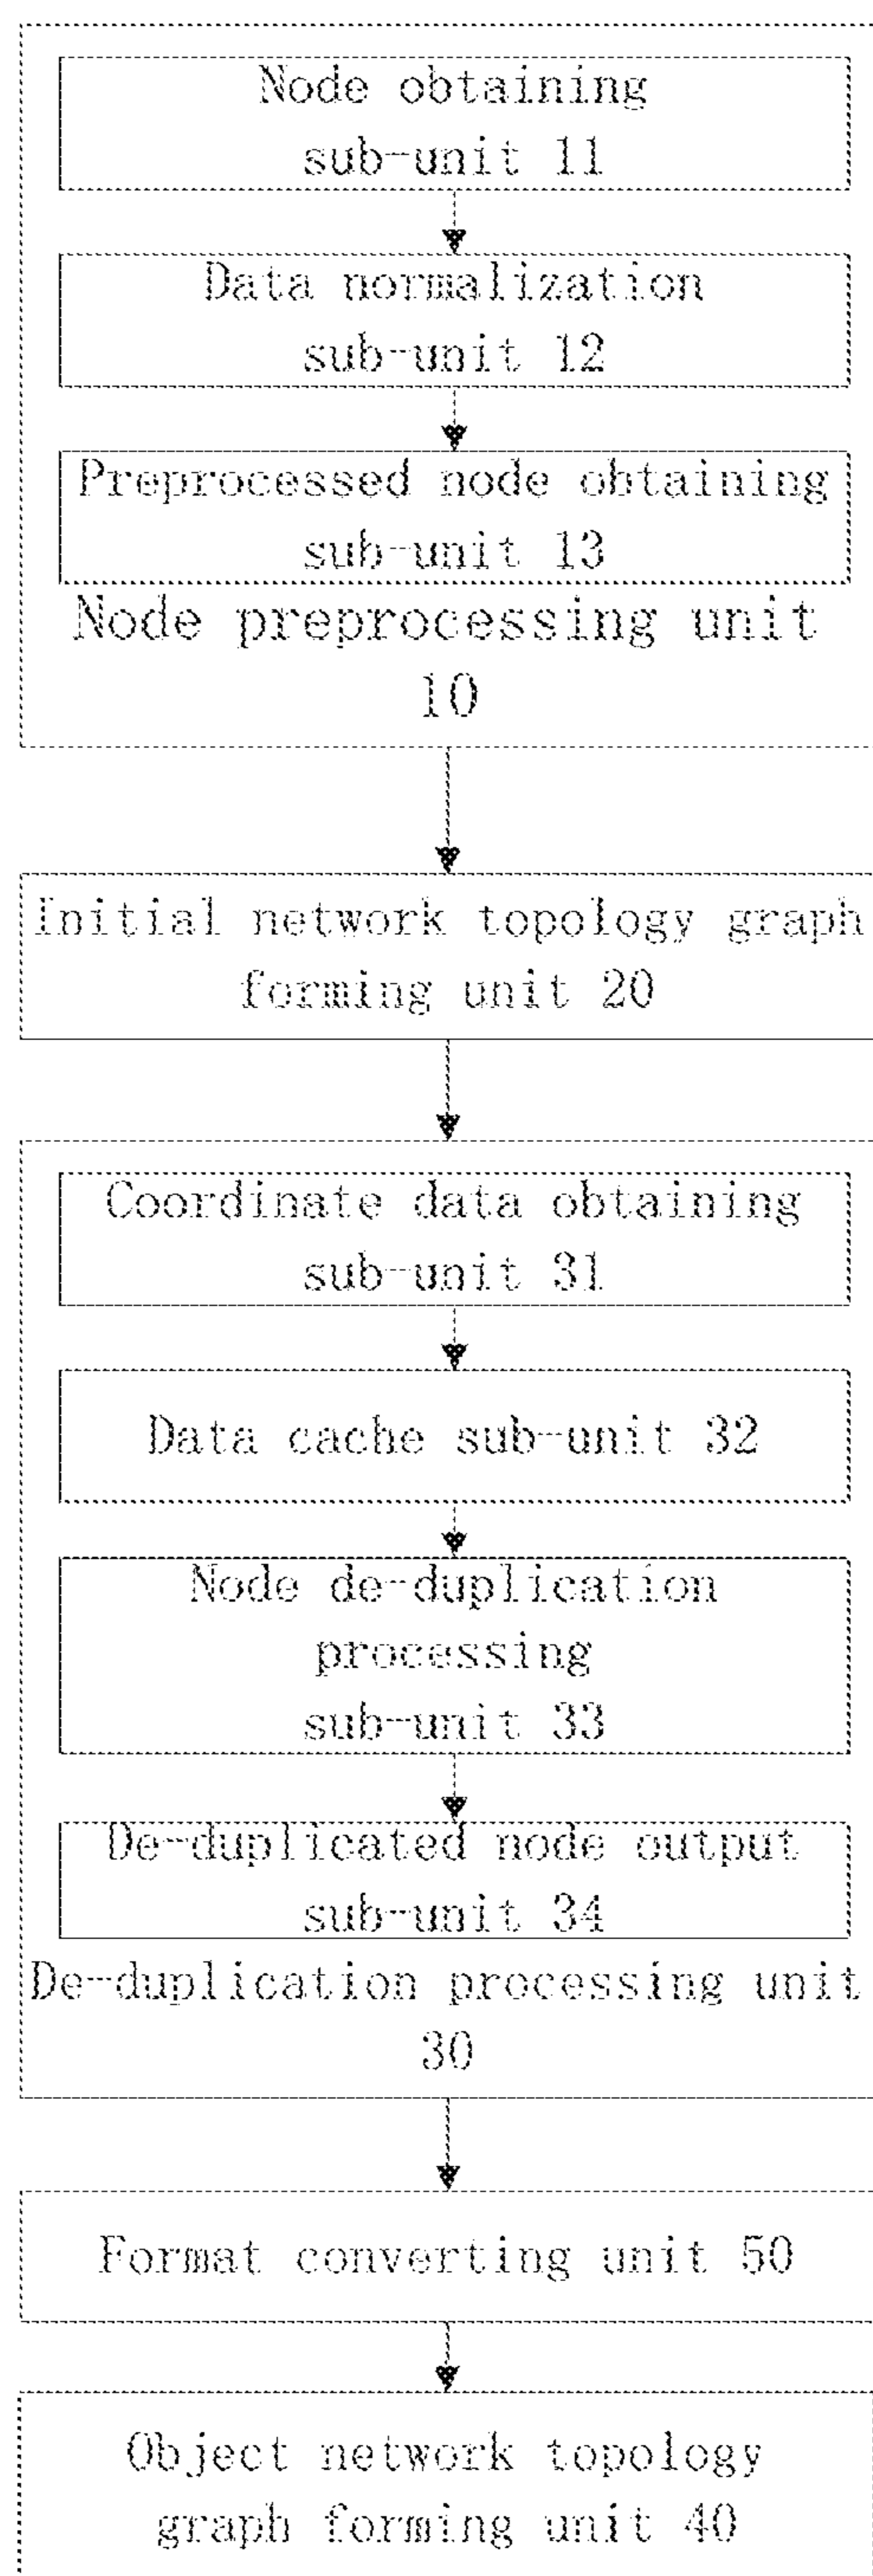 Node obtaining
sub-unit 11
Data normalization
sub-unit 12
Preprocessed node obtaining
sub-unit 13
Node preprocessing unit
10
Initial network topology graph
forming unit 20
Coordinate data obtaining
sub-unit 31
Data cache sub-unit 32
Node de-duplication
processing
sub-unit 33
De-duplicated node output
sub-unit 34
De-duplication processing unit
30
Format converting unit 50
Object network topology
graph forming unit 40